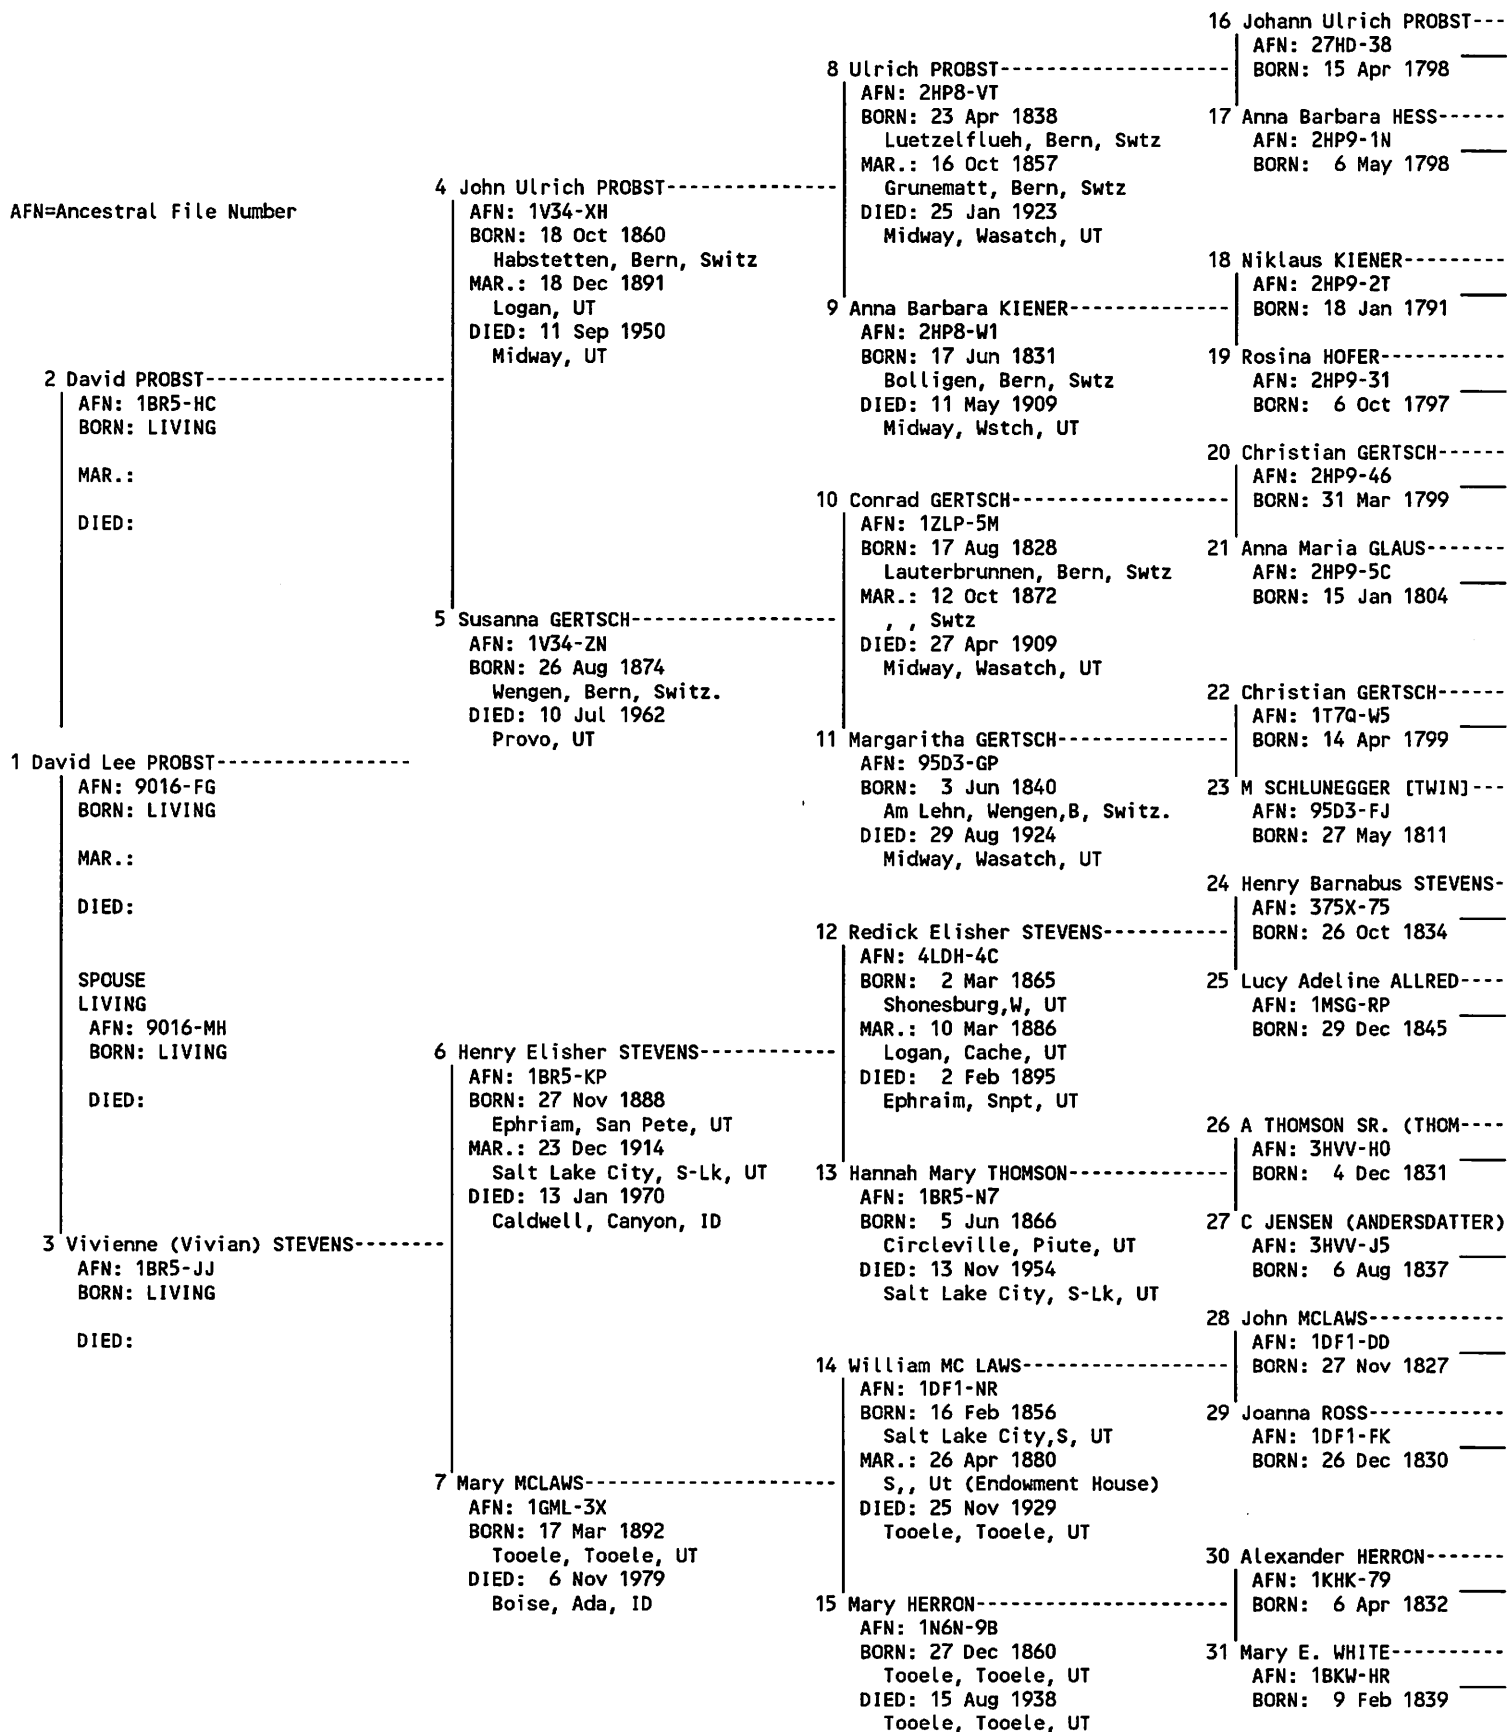 AFN=Ancestral File Number
1 David Lee PROBST----------------
AFN: 9016-FG
BORN: LIVING
MAR.:
DIED:
SPOUSE
LIVING
AFN: 9016-MH
BORN: LIVING
DIED:
2 David PROBST--------------------
AFN: 1BR5-HC
BORN: LIVING
MAR.:
DIED:
3 Vivienne (Vivian) STEVENS--------
AFN: 1BR5-JJ
BORN: LIVING
DIED:
4 John Ulrich PROBST--------------
AFN: 1V34-XH
BORN: 18 Oct 1860
Habstetten, Bern, Switz
MAR.: 18 Dec 1891
Logan, UT
DIED: 11 Sep 1950
Midway, UT
5 Susanna GERTSCH-----------------
AFN: 1V34-ZN
BORN: 26 Aug 1874
Wengen, Bern, Switz.
DIED: 10 Jul 1962
Provo, UT
6 Henry Elisher STEVENS-----------
AFN: 1BR5-KP
BORN: 27 Nov 1888
Ephriam, San Pete, UT
MAR.: 23 Dec 1914
Salt Lake City, S-Lk, UT
DIED: 13 Jan 1970
Caldwell, Canyon, ID
7 Mary MCLAWS---------------------
AFN: 1GML-3X
BORN: 17 Mar 1892
Tooele, Tooele, UT
DIED: 6 Nov 1979
Boise, Ada, ID
8 Ulrich PROBST-------------------
AFN: 2HP8-VT
BORN: 23 Apr 1838
Luetzelflueh, Bern, Swtz
MAR.: 16 Oct 1857
Grunematt, Bern, Swtz
DIED: 25 Jan 1923
Midway, Wasatch, UT
9 Anna Barbara KIENER-------------
AFN: 2HP8-W1
BORN: 17 Jun 1831
Bolligen, Bern, Swtz
DIED: 11 May 1909
Midway, Wstch, UT
10 Conrad GERTSCH------------------
AFN: 1ZLP-5M
BORN: 17 Aug 1828
Lauterbrunnen, Bern, Swtz
MAR.: 12 Oct 1872
, , Swtz
DIED: 27 Apr 1909
Midway, Wasatch, UT
11 Margaritha GERTSCH--------------
AFN: 95D3-GP
BORN: 3 Jun 1840
Am Lehn, Wengen,B, Switz.
DIED: 29 Aug 1924
Midway, Wasatch, UT
12 Redick Elisher STEVENS----------
AFN: 4LDH-4C
BORN: 2 Mar 1865
Shonesburg,W, UT
MAR.: 10 Mar 1886
Logan, Cache, UT
DIED: 2 Feb 1895
Ephraim, Snpt, UT
13 Hannah Mary THOMSON-------------
AFN: 1BR5-N7
BORN: 5 Jun 1866
Circleville, Piute, UT
DIED: 13 Nov 1954
Salt Lake City, S-Lk, UT
14 William MC LAWS-----------------
AFN: 1DF1-NR
BORN: 16 Feb 1856
Salt Lake City,S, UT
MAR.: 26 Apr 1880
S,, Ut (Endowment House)
DIED: 25 Nov 1929
Tooele, Tooele, UT
15 Mary HERRON---------------------
AFN: 1N6N-9B
BORN: 27 Dec 1860
Tooele, Tooele, UT
DIED: 15 Aug 1938
Tooele, Tooele, UT
16 Johann Ulrich PROBST---
AFN: 27HD-38
BORN: 15 Apr 1798
17 Anna Barbara HESS------
AFN: 2HP9-1N
BORN: 6 May 1798
18 Niklaus KIENER---------
AFN: 2HP9-2T
BORN: 18 Jan 1791
19 Rosina HOFER-----------
AFN: 2HP9-31
BORN: 6 Oct 1797
20 Christian GERTSCH------
AFN: 2HP9-46
BORN: 31 Mar 1799
21 Anna Maria GLAUS-------
AFN: 2HP9-5C
BORN: 15 Jan 1804
22 Christian GERTSCH------
AFN: 1T7Q-W5
BORN: 14 Apr 1799
23 M SCHLUNEGGER [TWIN]---
AFN: 95D3-FJ
BORN: 27 May 1811
24 Henry Barnabus STEVENS-
AFN: 375X-75
BORN: 26 Oct 1834
25 Lucy Adeline ALLRED----
AFN: 1MSG-RP
BORN: 29 Dec 1845
26 A THOMSON SR. (THOM----
AFN: 3HVV-H0
BORN: 4 Dec 1831
27 C JENSEN (ANDERSDATTER)
AFN: 3HVV-J5
BORN: 6 Aug 1837
28 John MCLAWS------------
AFN: 1DF1-DD
BORN: 27 Nov 1827
29 Joanna ROSS------------
AFN: 1DF1-FK
BORN: 26 Dec 1830
30 Alexander HERRON-------
AFN: 1KHK-79
BORN: 6 Apr 1832
31 Mary E. WHITE----------
AFN: 1BKW-HR
BORN: 9 Feb 1839